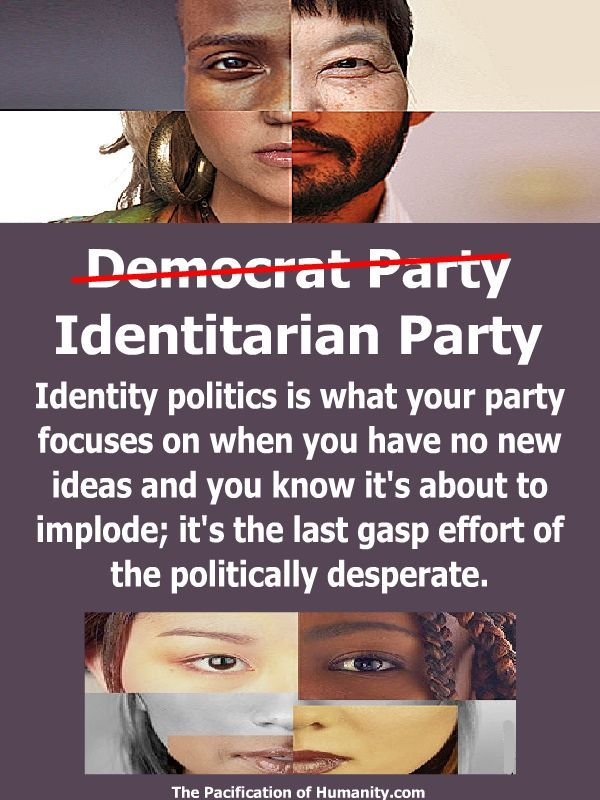 Democrat Party
Identitarian Party
Identity politics is what your party
focuses on when you have no new
ideas and you know it's about to
implode; it's the last gasp effort of
the politically desperate.
The Pacification of Humanity.com